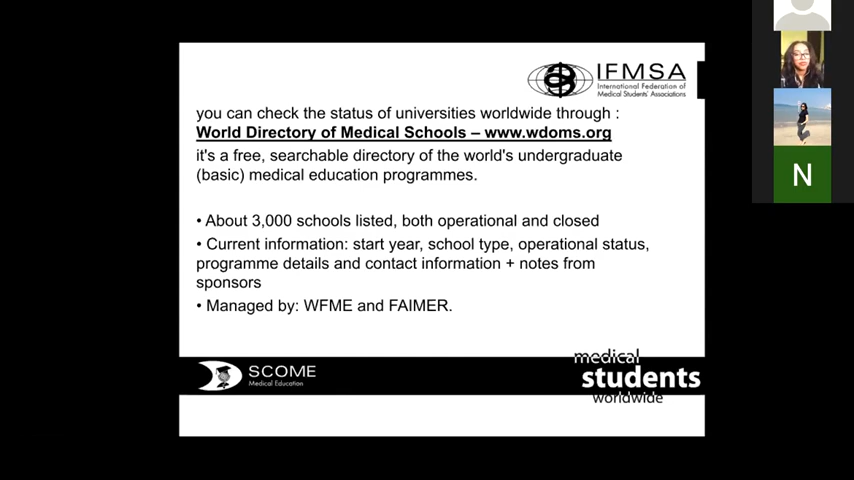 IFMSA
International Federation of
Medical Students' Associations
you can check the status of universities worldwide through :
World Directory of Medical Schools – www.wdoms.org
it's a free, searchable directory of the world's undergraduate
(basic) medical education programmes.
• About 3,000 schools listed, both operational and closed
• Current information: start year, school type, operational status,
programme details and contact information + notes from
sponsors
• Managed by: WFME and FAIMER.
SCOME
Medical Education
medical
students
worldwide
N